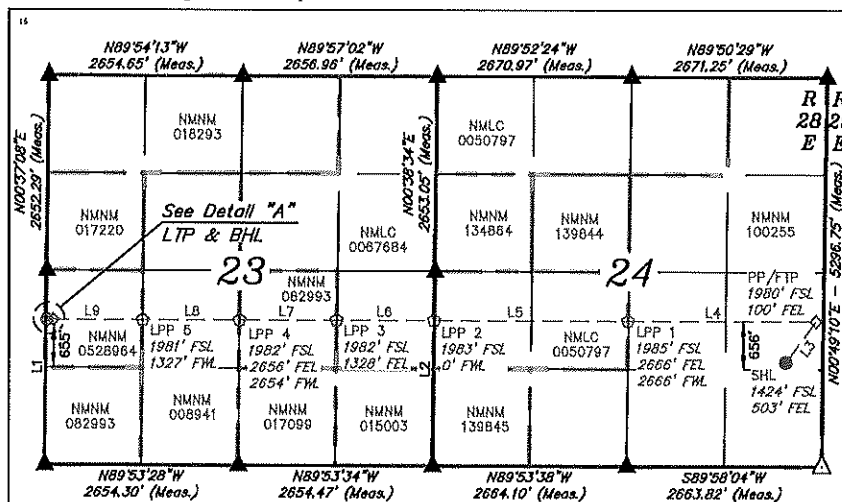 16
N89°54'13"W
2654.65' (Meas.)
N89°57'02"W
2656.96' (Meas.)
N89°52'24"W
2670.97' (Meas.)
S89°50'29"W
2671.25' (Meas.)
R
28
E
N00°37'08"E
2652.29' (Meas.)
NMNM
018293
N00°38'34"E
2653.05' (Meas.)
NMLC
0050797
NMNM
017220
See Detail "A"
LTP & BHL
NMLC
0067684
NMNM
134884
NMNM
139844
NMNM
100255
23
24
NMNM
082993
N00°49'10"E - 5296.75' (Meas.)
PP/FTP
1980' FSL
100' FEL
L9
L8
L7
L6
L5
L4
L3
L1
L2
655'
656'
NMNM
0528964
LPP 5
1981' FSL
1327' FWL
LPP 4
1982' FSL
2656' FEL
2654' FWL
LPP 3
1982' FSL
1328' FEL
LPP 2
1983' FSL
0' FWL
NMLC
0050797
LPP 1
1985' FSL
2666' FEL
2666' FWL
SHL
1424' FSL
503' FEL
NMNM
082993
NMNM
008941
NMNM
017099
NMNM
015003
NMNM
139845
N89°53'28"W
2654.30' (Meas.)
N89°53'34"W
2654.47' (Meas.)
N89°53'38"W
2664.10' (Meas.)
S89°58'04"W
2663.82' (Meas.)